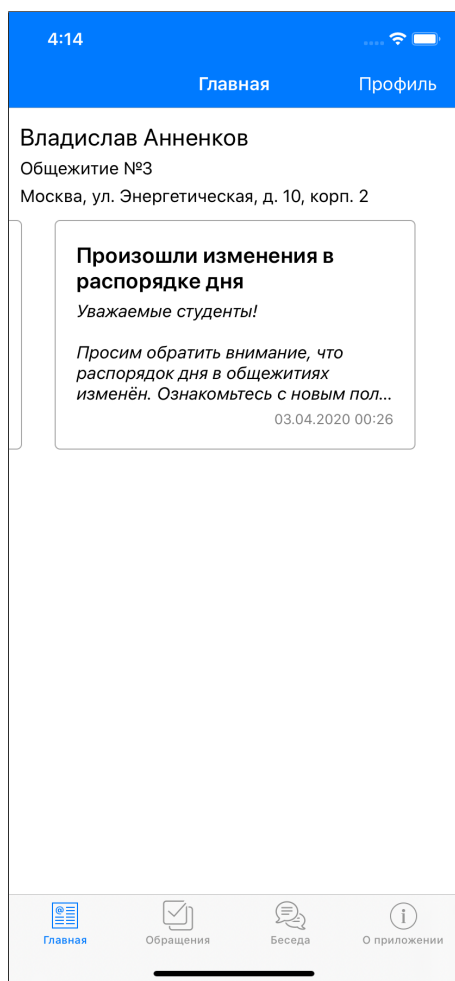 4:14
Главная
Профиль
Владислав Анненков
Общежитие №3
Москва, ул. Энергетическая, д. 10, корп. 2
Произошли изменения в
распорядке дня
Уважаемые студенты!
Просим обратить внимание, что
распорядок дня в общежитиях
изменён. Ознакомьтесь с новым пол...
03.04.2020 00:26
Главная
Обращения
Беседа
О приложении